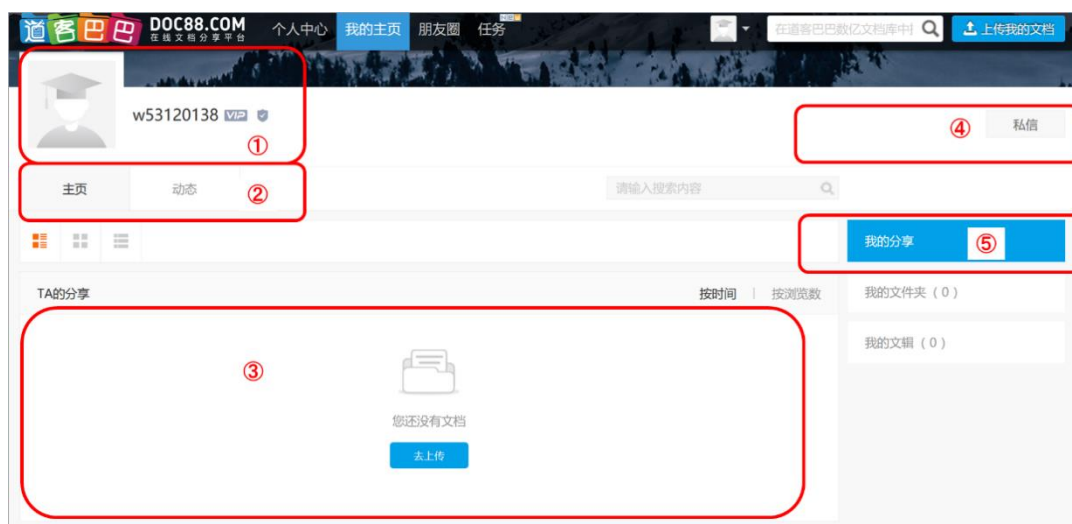 道客巴巴 DOC88.COM 在线文档分享平台 个人中心 我的主页 朋友圈 任务 在道客巴巴数亿文档库中 上传我的文档
w53120138 VIP
①
④ 私信
主页 动态 ② 请输入搜索内容
我的分享 ⑤
TA的分享 按时间 按浏览数 我的文件夹（0）
我的文辑（0）
③
您还没有文档
去上传